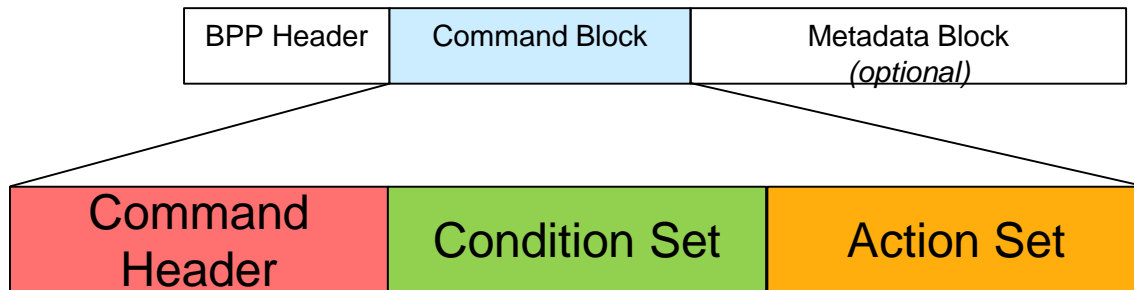 BPP Header
Command Block
Metadata Block
(optional)
Command
Header
Condition Set
Action Set